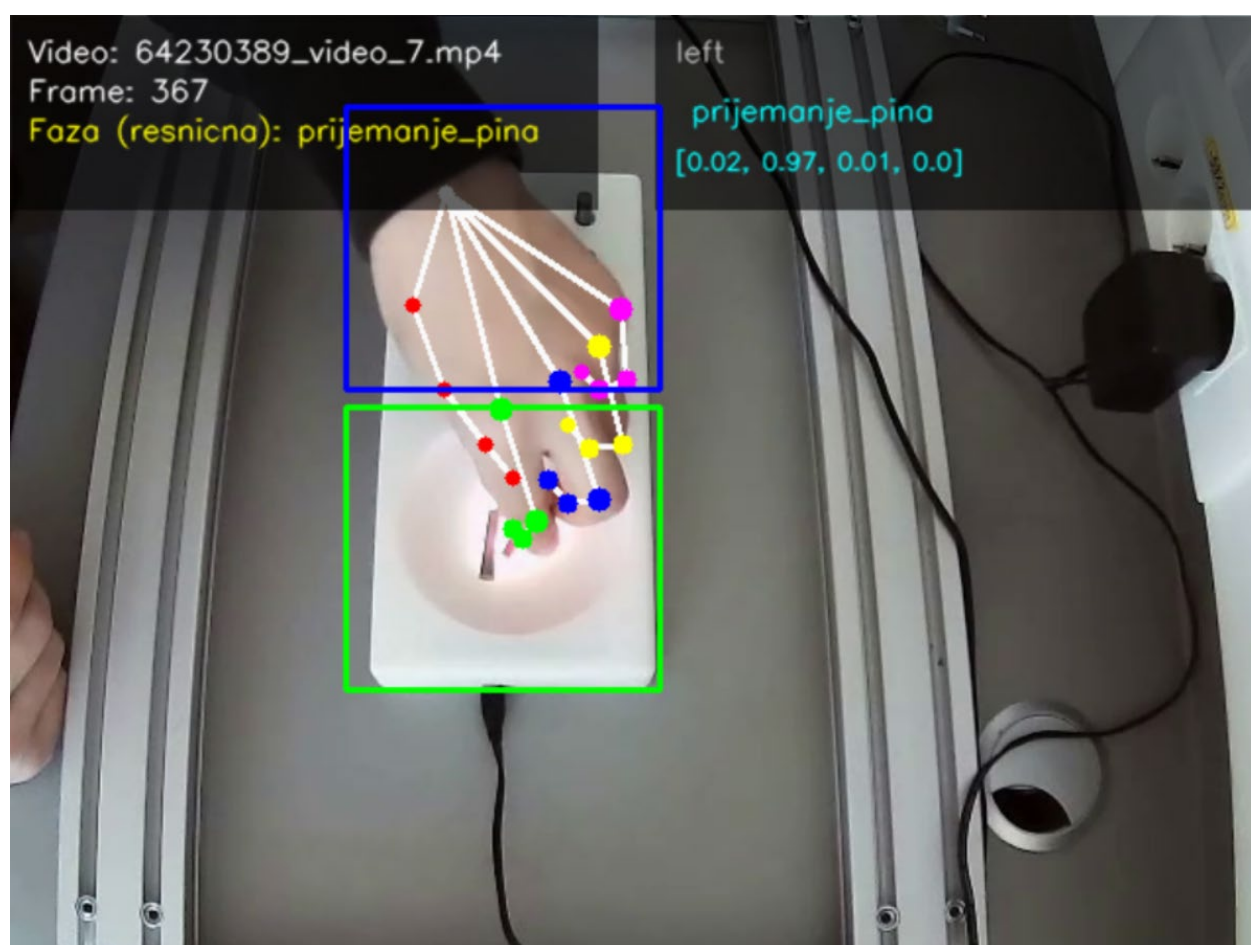 Video: 64230389_video_7.mp4
Frame: 367
Faza (resnicna): prijemanje_pina
left
prijemanje_pina
[0.02, 0.97, 0.01, 0.0]